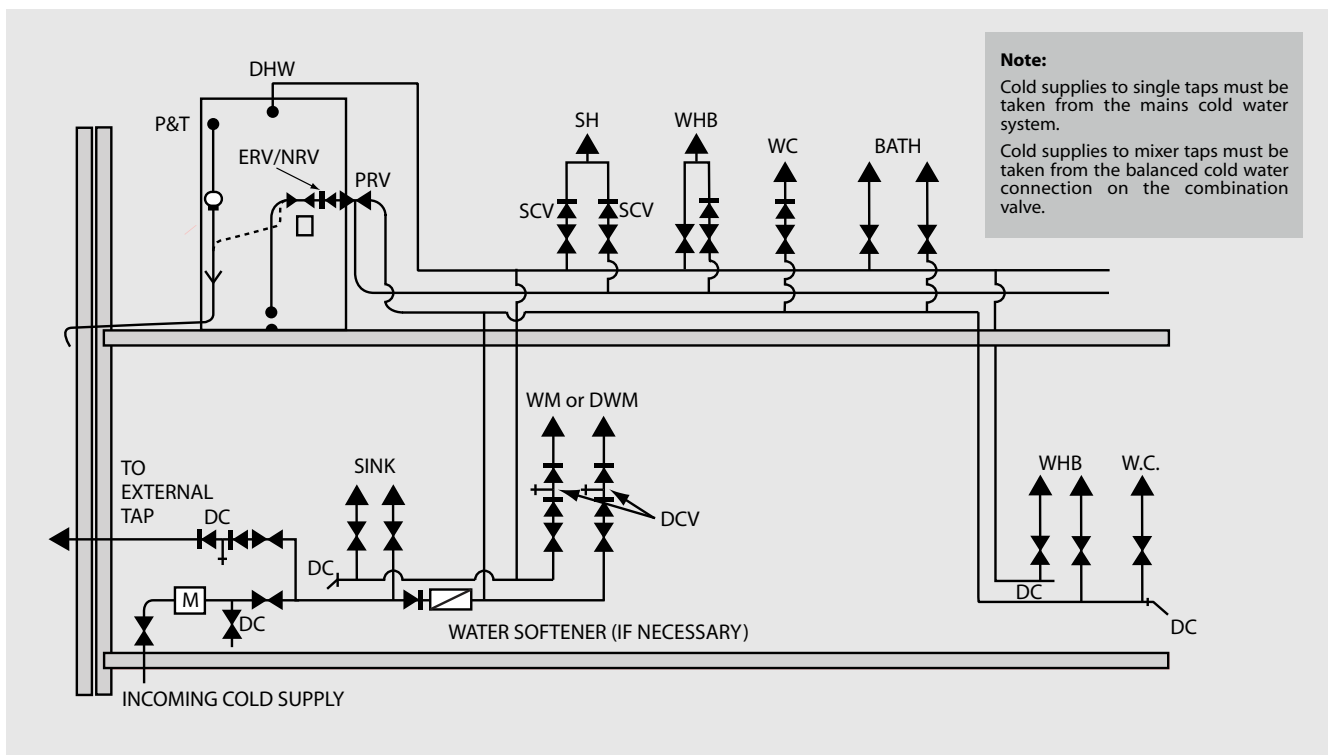 DHW
P&T
ERV/NRV
PRV
SH
WHB
WC
BATH
SCV
SCV
Note:
Cold supplies to single taps must be
taken from the mains cold water
system.
Cold supplies to mixer taps must be
taken from the balanced cold water
connection on the combination
valve.
WM or DWM
SINK
DCV
WHB
W.C.
TO
EXTERNAL
TAP
DC
DC
M
DC
DC
DC
WATER SOFTENER (IF NECESSARY)
INCOMING COLD SUPPLY